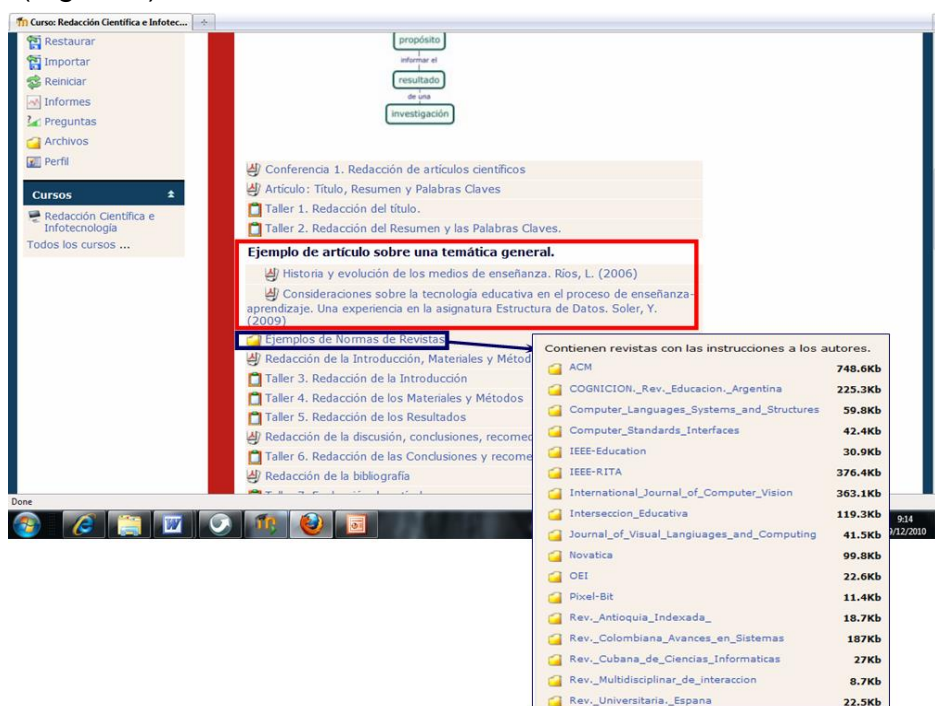 Curso: Redacción Científica e Infotec...
Restaurar
Importar
Reiniciar
Informes
Preguntas
Archivos
Perfil
Cursos
Redacción Científica e
Infotecnología
Todos los cursos ...
propósito
informar el
resultado
de una
investigación
Conferencia 1. Redacción de artículos científicos
Artículo: Título, Resumen y Palabras Claves
Taller 1. Redacción del título.
Taller 2. Redacción del Resumen y las Palabras Claves.
Ejemplo de artículo sobre una temática general.
Historia y evolución de los medios de enseñanza. Ríos, L. (2006)
Consideraciones sobre la tecnología educativa en el proceso de enseñanza-
aprendizaje. Una experiencia en la asignatura Estructura de Datos. Soler, Y.
(2009)
Ejemplos de Normas de Revistas
Redacción de la Introducción, Materiales y Métod
Taller 3. Redacción de la Introducción
Taller 4. Redacción de los Materiales y Métodos
Taller 5. Redacción de los Resultados
Redacción de la discusión, conclusiones, recomec
Taller 6. Redacción de las Conclusiones y recome
Redacción de la bibliografía
Done
9:14
9/12/2010
Contienen revistas con las instrucciones a los autores.
ACM 748.6Kb
COGNICION._Rev._Educacion._Argentina 225.3Kb
Computer_Languages_Systems_and_Structures 59.8Kb
Computer_Standards_Interfaces 42.4Kb
IEEE-Education 30.9Kb
IEEE-RITA 376.4Kb
International_Journal_of_Computer_Vision 363.1Kb
Interseccion_Educativa 119.3Kb
Journal_of_Visual_Langiuages_and_Computing 41.5Kb
Novatica 99.8Kb
OEI 22.6Kb
Pixel-Bit 11.4Kb
Rev._Antioquia_Indexada_ 18.7Kb
Rev._Colombiana_Avances_en_Sistemas 187Kb
Rev._Cubana_de_Ciencias_Informaticas 27Kb
Rev._Multidisciplinar_de_interaccion 8.7Kb
Rev._Universitaria._Espana 22.5Kb